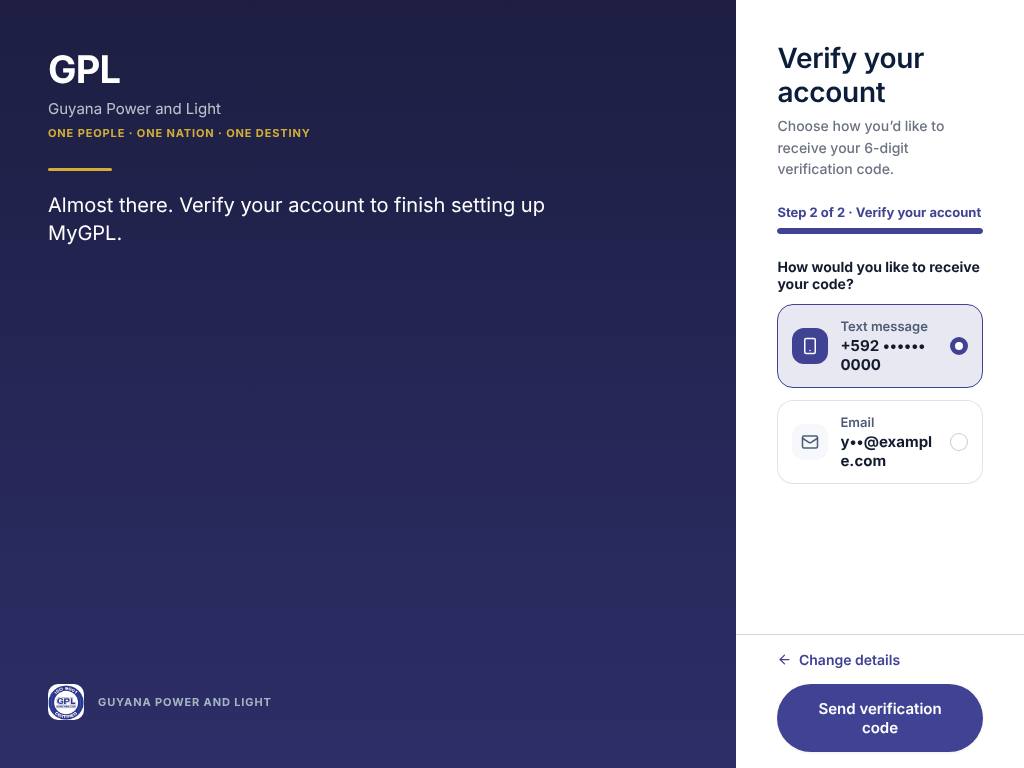 GPL
Guyana Power and Light
ONE PEOPLE · ONE NATION · ONE DESTINY
Almost there. Verify your account to finish setting up
MyGPL.
GPL
GUYANA POWER AND LIGHT
Verify your
account
Choose how you’d like to
receive your 6-digit
verification code.
Step 2 of 2 · Verify your account
How would you like to receive
your code?
Text message
+592 ••••••
0000
Email
y••@exampl
e.com
Change details
Send verification
code